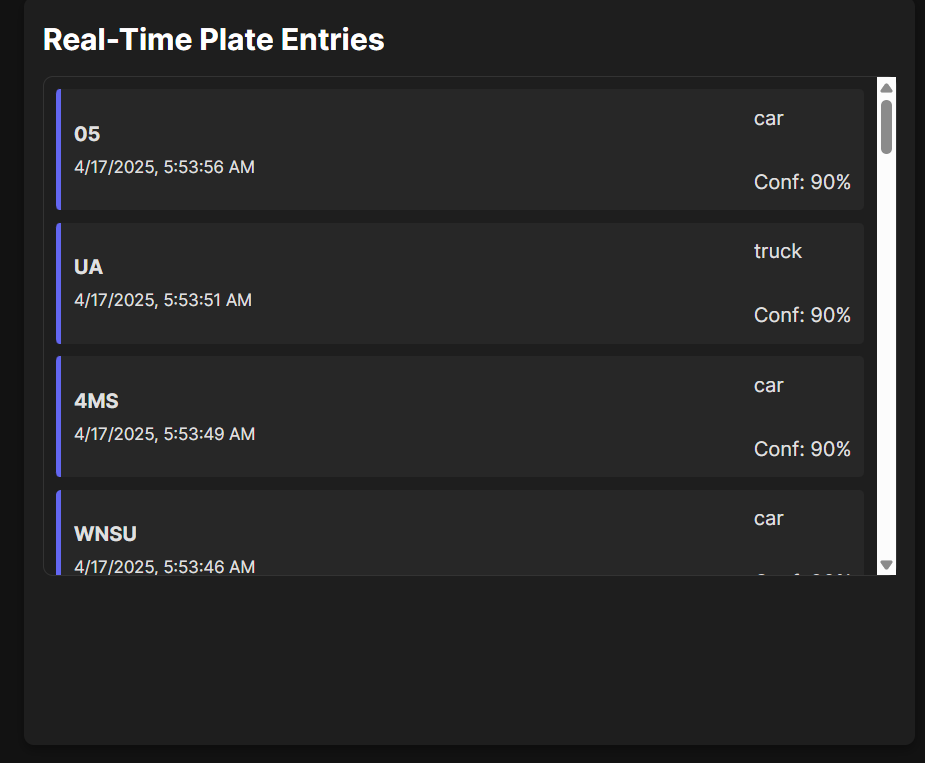 Real-Time Plate Entries
05
4/17/2025, 5:53:56 AM
car
Conf: 90%
UA
4/17/2025, 5:53:51 AM
truck
Conf: 90%
4MS
4/17/2025, 5:53:49 AM
car
Conf: 90%
WNSU
4/17/2025, 5:53:46 AM
car